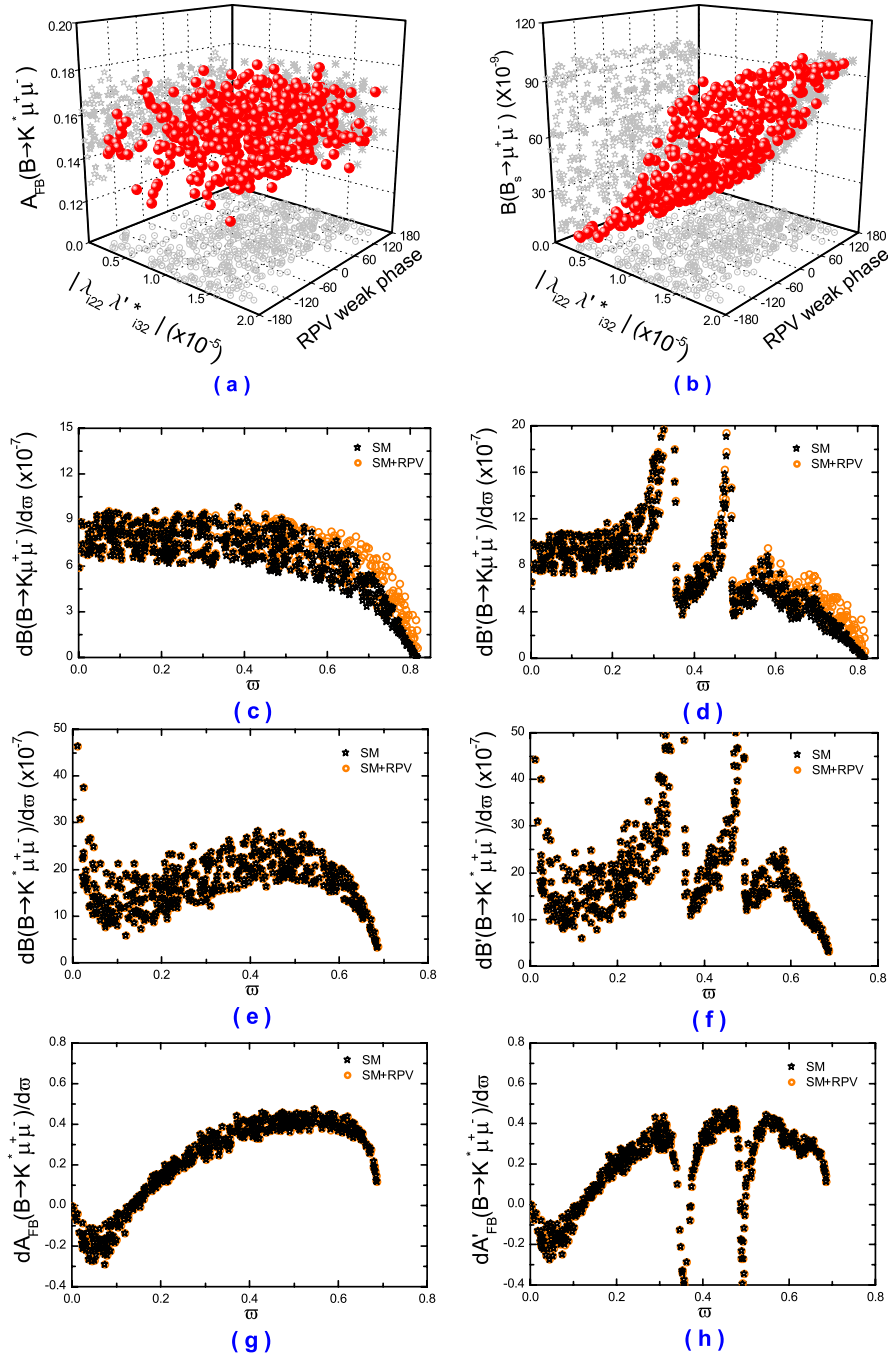 A_FB(B→K* μ⁺μ⁻)
0.20
0.18
0.16
0.14
0.12
0.0
0.5
1.0
1.5
2.0
-180
-120
-60
0
60
120
180
| λ_i22 λ'*_i32 | (x10⁻⁵)
RPV weak phase
( a )
B(B_s→μ⁺μ⁻) (X10⁻⁹)
120
90
60
30
0.0
0.5
1.0
1.5
2.0
-180
-120
-60
0
60
120
180
| λ_i22 λ'*_i32 | (x10⁻⁵)
RPV weak phase
( b )
dB(B→Kμ⁺μ⁻)/dϖ (x10⁻⁷)
15
12
9
6
3
0
SM
SM+RPV
0.0 0.2 0.4 0.6 0.8
ϖ
( c )
dB'(B→Kμ⁺μ⁻)/dϖ (x10⁻⁷)
20
16
12
8
4
0
SM
SM+RPV
0.0 0.2 0.4 0.6 0.8
ϖ
( d )
dB(B→K* μ⁺μ⁻)/dϖ (x10⁻⁷)
50
40
30
20
10
0
SM
SM+RPV
0.0 0.2 0.4 0.6 0.8
ϖ
( e )
dB'(B→K* μ⁺μ⁻)/dϖ (x10⁻⁷)
50
40
30
20
10
0
SM
SM+RPV
0.0 0.2 0.4 0.6 0.8
ϖ
( f )
dA_FB(B→K* μ⁺μ⁻)/dϖ
0.8
0.6
0.4
0.2
0.0
-0.2
-0.4
SM
SM+RPV
0.0 0.2 0.4 0.6 0.8
ϖ
( g )
dA'_FB(B→K* μ⁺μ⁻)/dϖ
0.8
0.6
0.4
0.2
0.0
-0.2
-0.4
SM
SM+RPV
0.0 0.2 0.4 0.6 0.8
ϖ
( h )